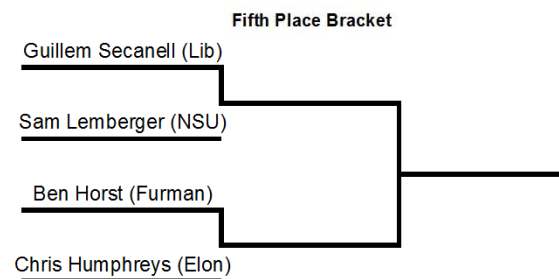 Fifth Place Bracket
Guillem Secanell (Lib)
Sam Lemberger (NSU)
Ben Horst (Furman)
Chris Humphreys (Elon)